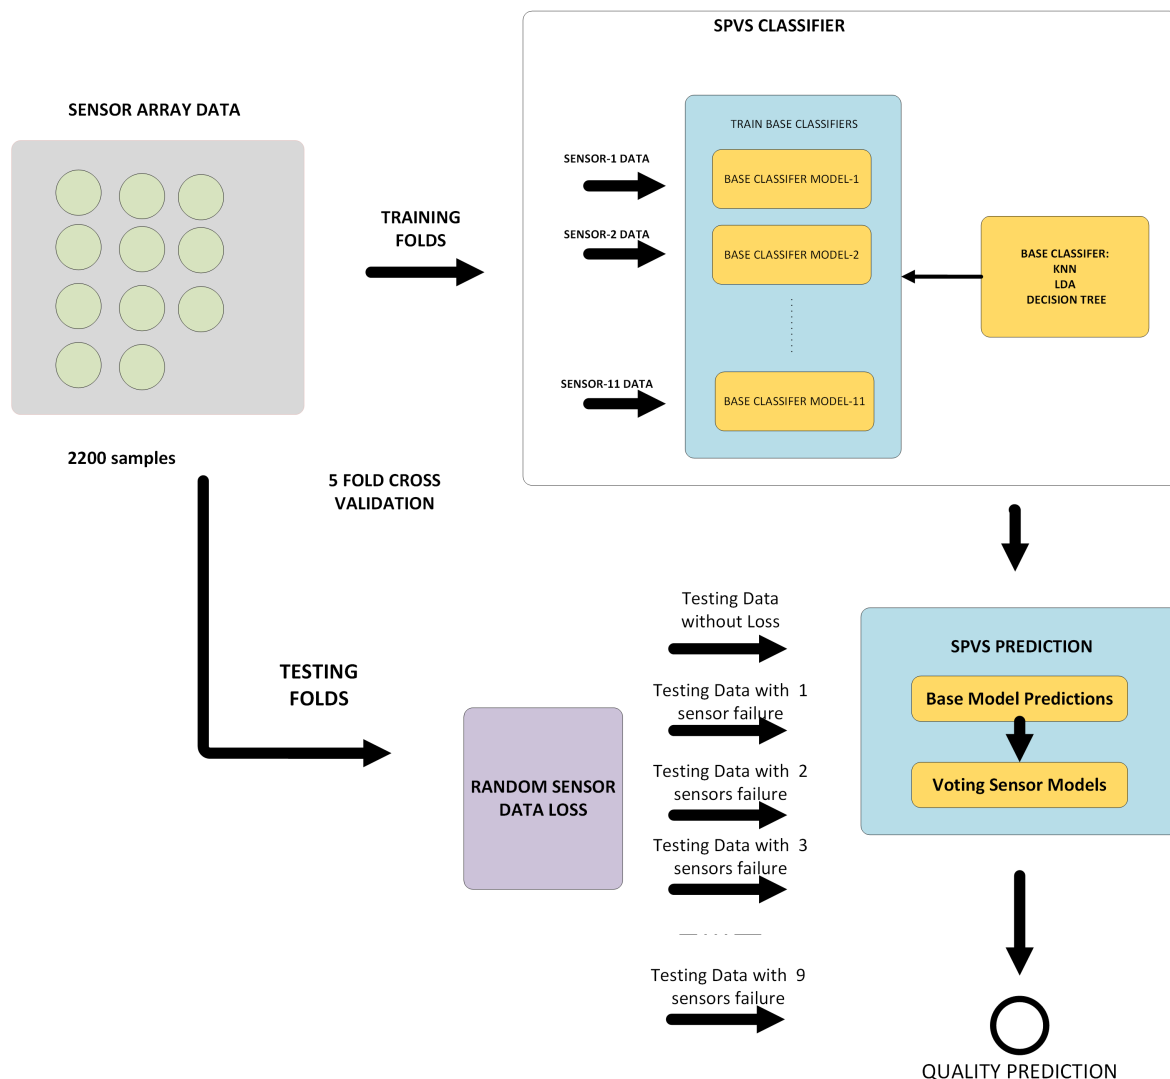 SPVS CLASSIFIER
SENSOR ARRAY DATA
TRAIN BASE CLASSIFIERS
SENSOR-1 DATA
BASE CLASSIFER MODEL-1
TRAINING
FOLDS
SENSOR-2 DATA
BASE CLASSIFER MODEL-2
BASE CLASSIFER:
KNN
LDA
DECISION TREE
SENSOR-11 DATA
BASE CLASSIFER MODEL-11
2200 samples
5 FOLD CROSS
VALIDATION
TESTING
FOLDS
RANDOM SENSOR
DATA LOSS
Testing Data
without Loss
Testing Data with 1
sensor failure
Testing Data with 2
sensors failure
Testing Data with 3
sensors failure
Testing Data with 9
sensors failure
SPVS PREDICTION
Base Model Predictions
Voting Sensor Models
QUALITY PREDICTION